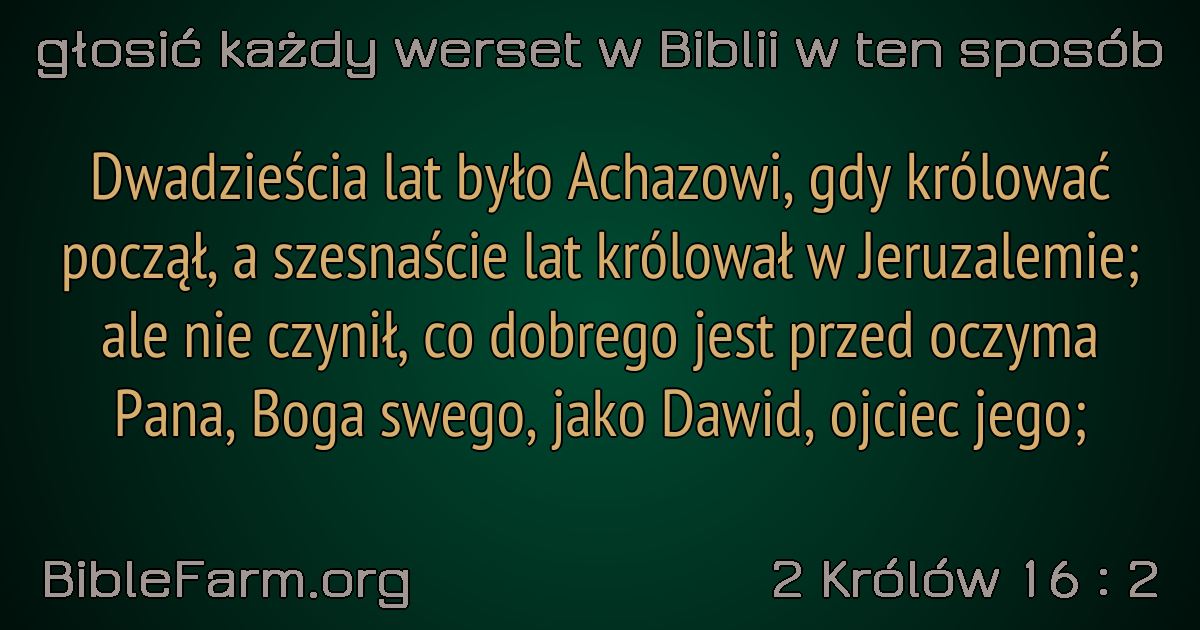 głosić każdy werset w Biblii w ten sposób
Dwadzieścia lat było Achazowi, gdy królować
począł, a szesnaście lat królował w Jeruzalemie;
ale nie czynił, co dobrego jest przed oczyma
Pana, Boga swego, jako Dawid, ojciec jego;
BibleFarm.org
2 Królów 16 : 2